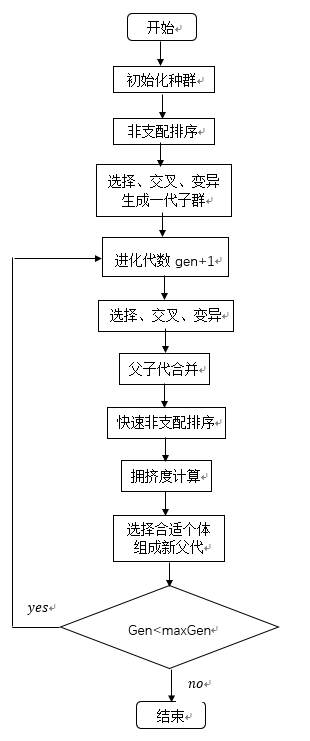 开始
初始化种群
非支配排序
选择、交叉、变异
生成一代子群
进化代数 gen+1
选择、交叉、变异
父子代合并
快速非支配排序
拥挤度计算
选择合适个体
组成新父代
yes
Gen<maxGen
no
结束